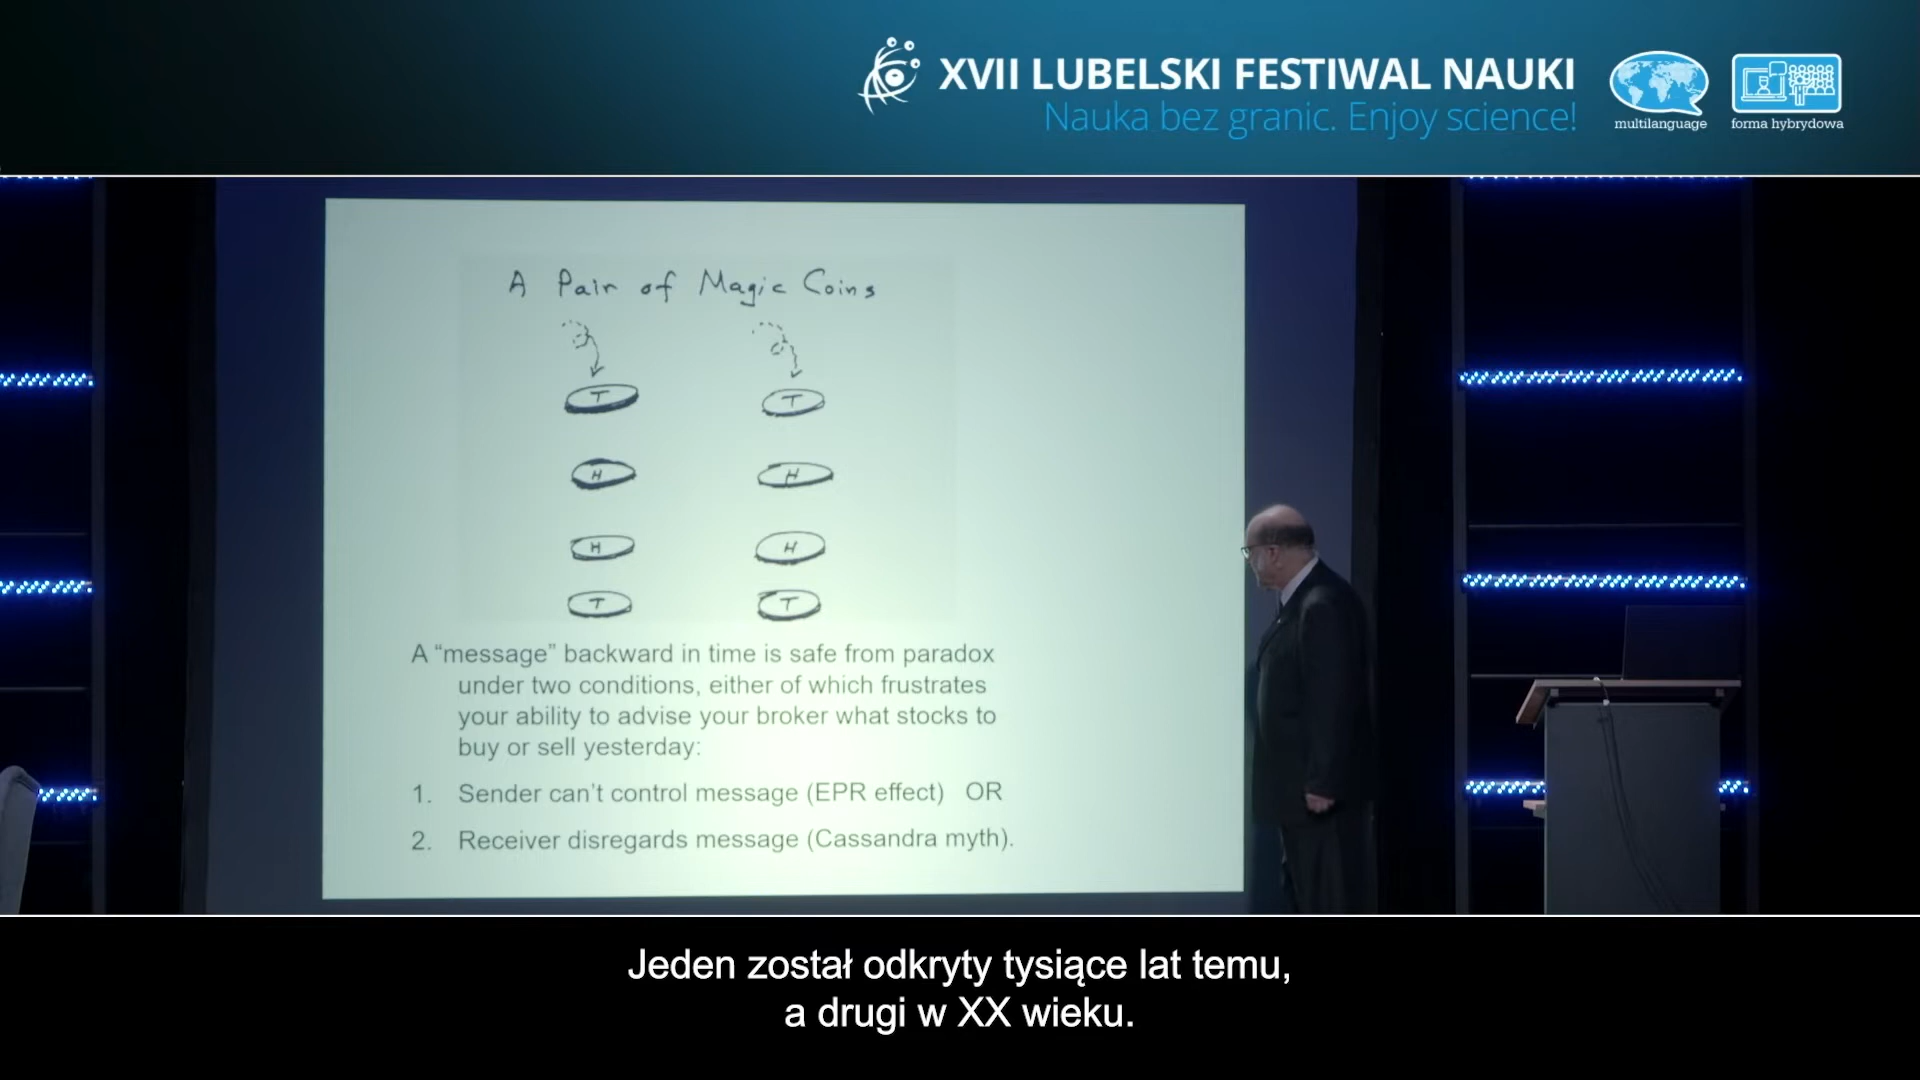 XVII LUBELSKI FESTIWAL NAUKI
Nauka bez granic. Enjoy science!
multilanguage
forma hybrydowa
A Pair of Magic Coins
T T
H H
H H
T T
A “message” backward in time is safe from paradox
under two conditions, either of which frustrates
your ability to advise your broker what stocks to
buy or sell yesterday:
1. Sender can’t control message (EPR effect) OR
2. Receiver disregards message (Cassandra myth).
Jeden został odkryty tysiące lat temu,
a drugi w XX wieku.